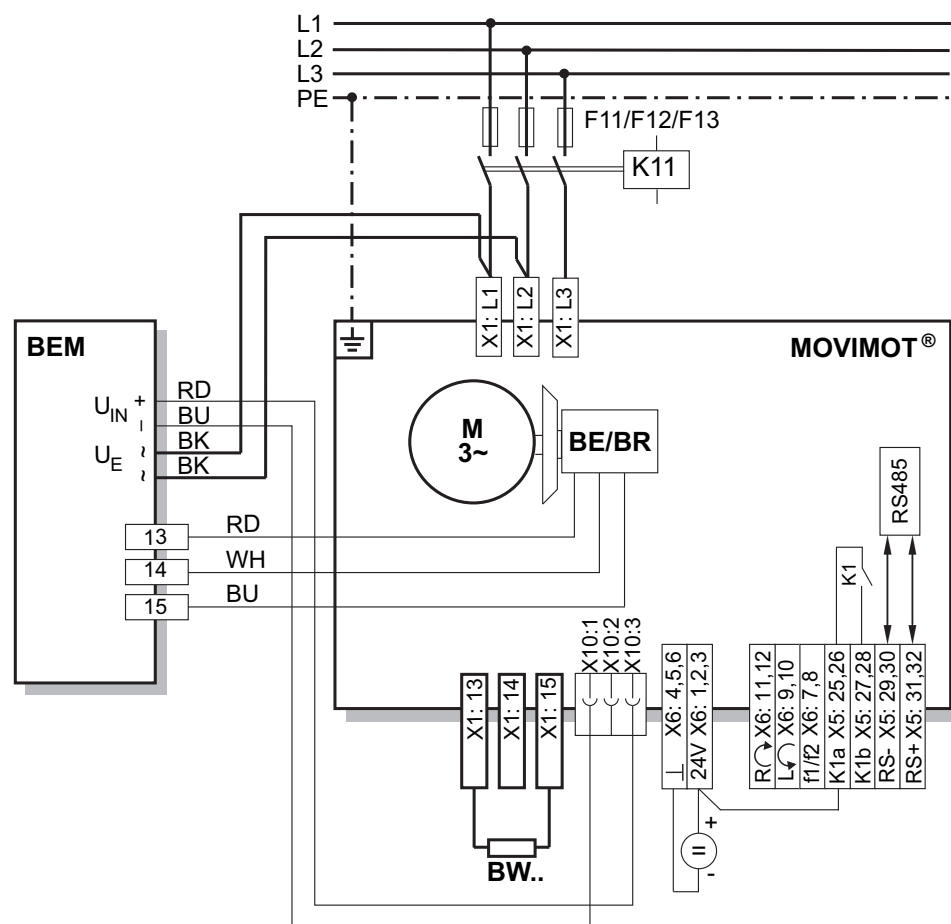 L1
L2
L3
PE
F11/F12/F13
K11
X1: L1
X1: L2
X1: L3
BEM
MOVIMOT®
UIN + RD
– BU
UE ~ BK
~ BK
M
3~
BE/BR
RS485
13 RD
14 WH
15 BU
K1
X10:1
X10:2
X10:3
X1: 13
X1: 14
X1: 15
⊥ X6: 4,5,6
24V X6: 1,2,3
R X6: 11,12
L X6: 9,10
f1/f2 X6: 7,8
K1a X5: 25,26
K1b X5: 27,28
RS- X5: 29,30
RS+ X5: 31,32
+
=
-
BW..